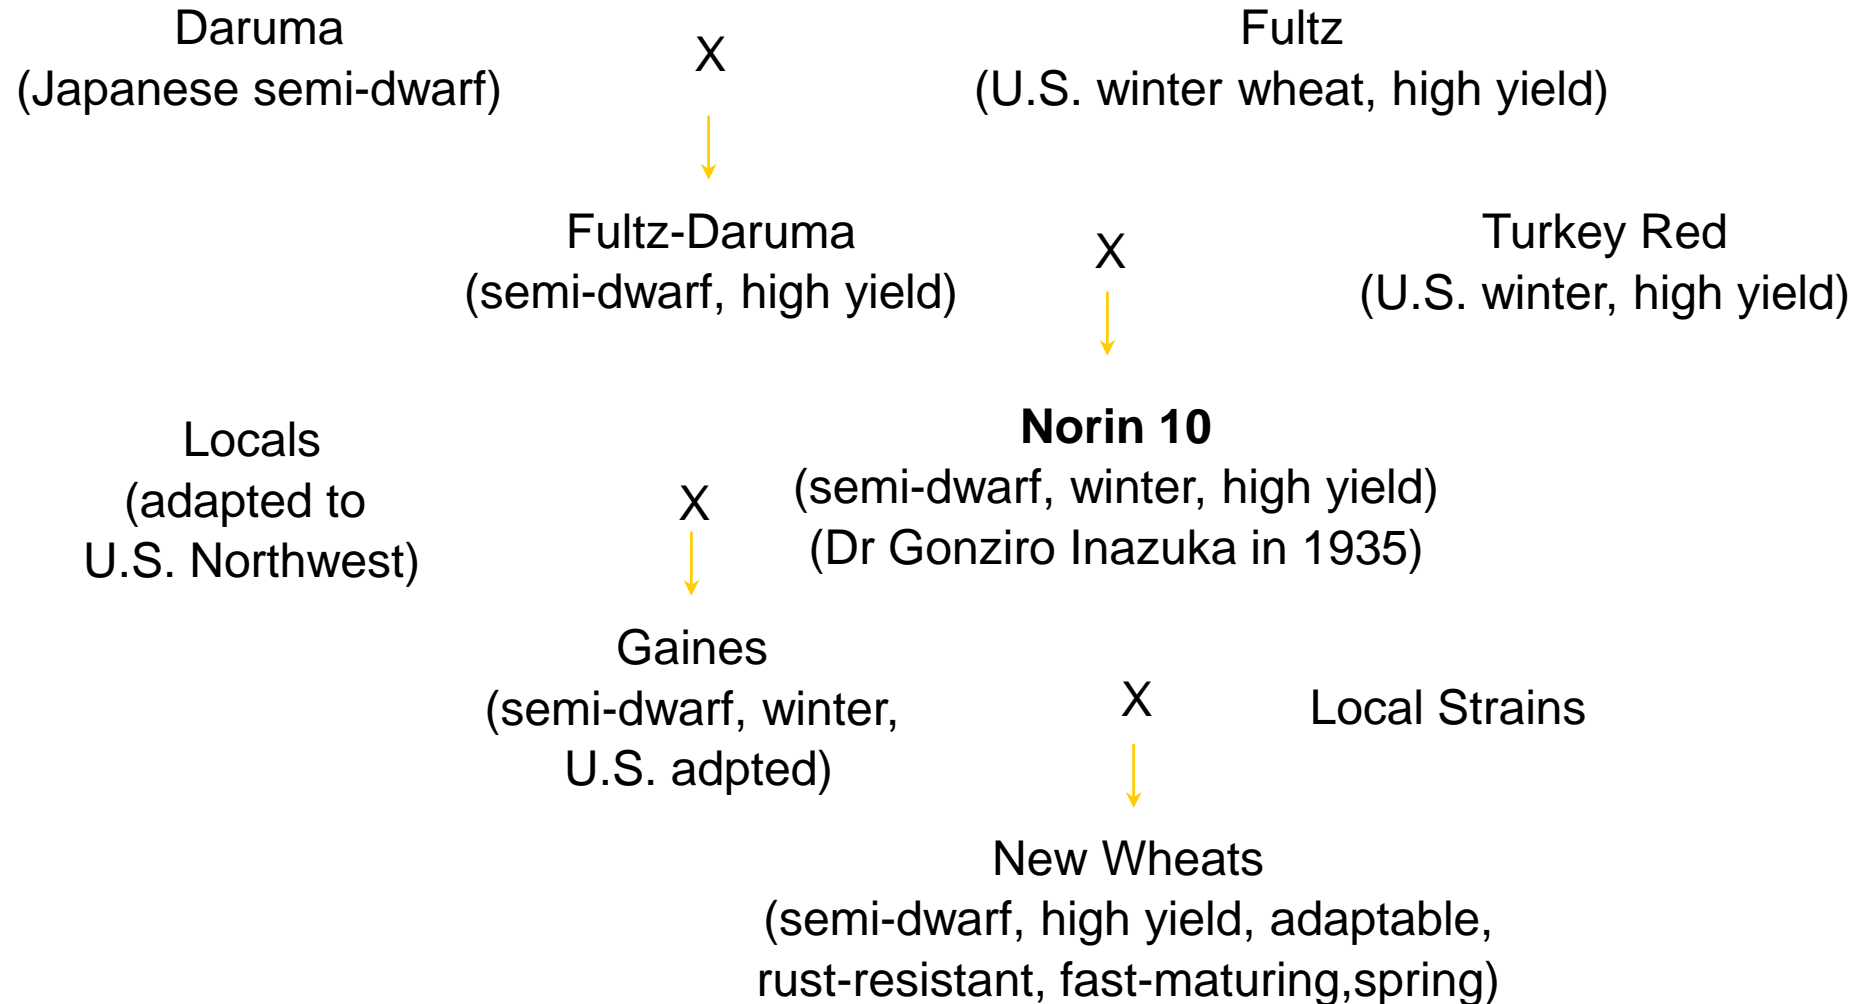 Daruma
(Japanese semi-dwarf)
X
Fultz
(U.S. winter wheat, high yield)
Fultz-Daruma
(semi-dwarf, high yield)
X
Turkey Red
(U.S. winter, high yield)
Locals
(adapted to
U.S. Northwest)
X
Norin 10
(semi-dwarf, winter, high yield)
(Dr Gonziro Inazuka in 1935)
Gaines
(semi-dwarf, winter,
U.S. adpted)
X
Local Strains
New Wheats
(semi-dwarf, high yield, adaptable,
rust-resistant, fast-maturing,spring)